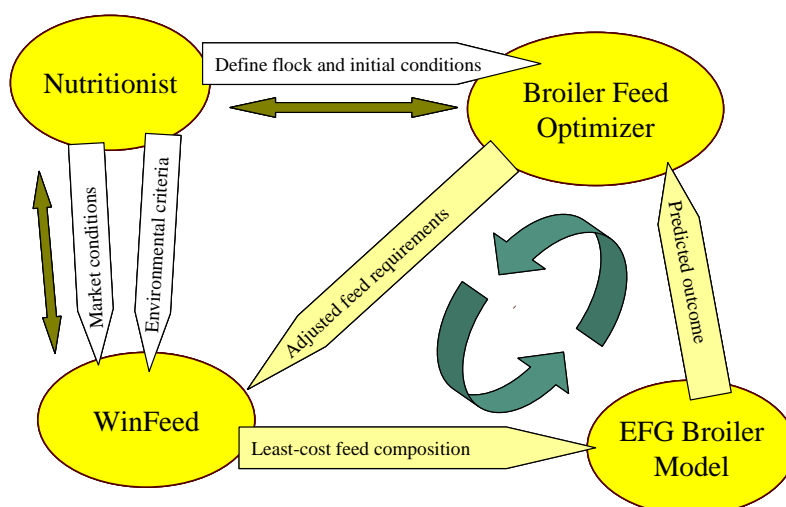 Nutritionist
Define flock and initial conditions
Broiler Feed
Optimizer
Market conditions
Environmental criteria
Adjusted feed requirements
Predicted outcome
WinFeed
Least-cost feed composition
EFG Broiler
Model